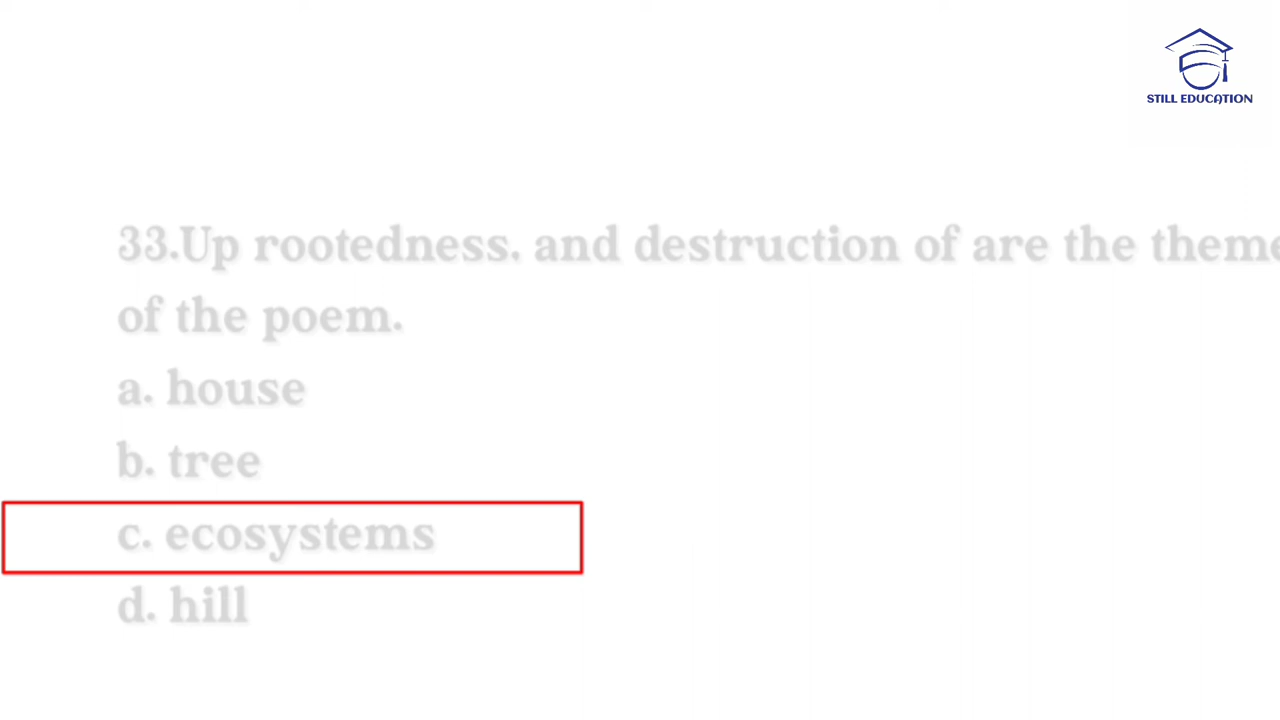 STILL EDUCATION
33.Up rootedness. and destruction of are the theme
of the poem.
a. house
b. tree
c. ecosystems
d. hill